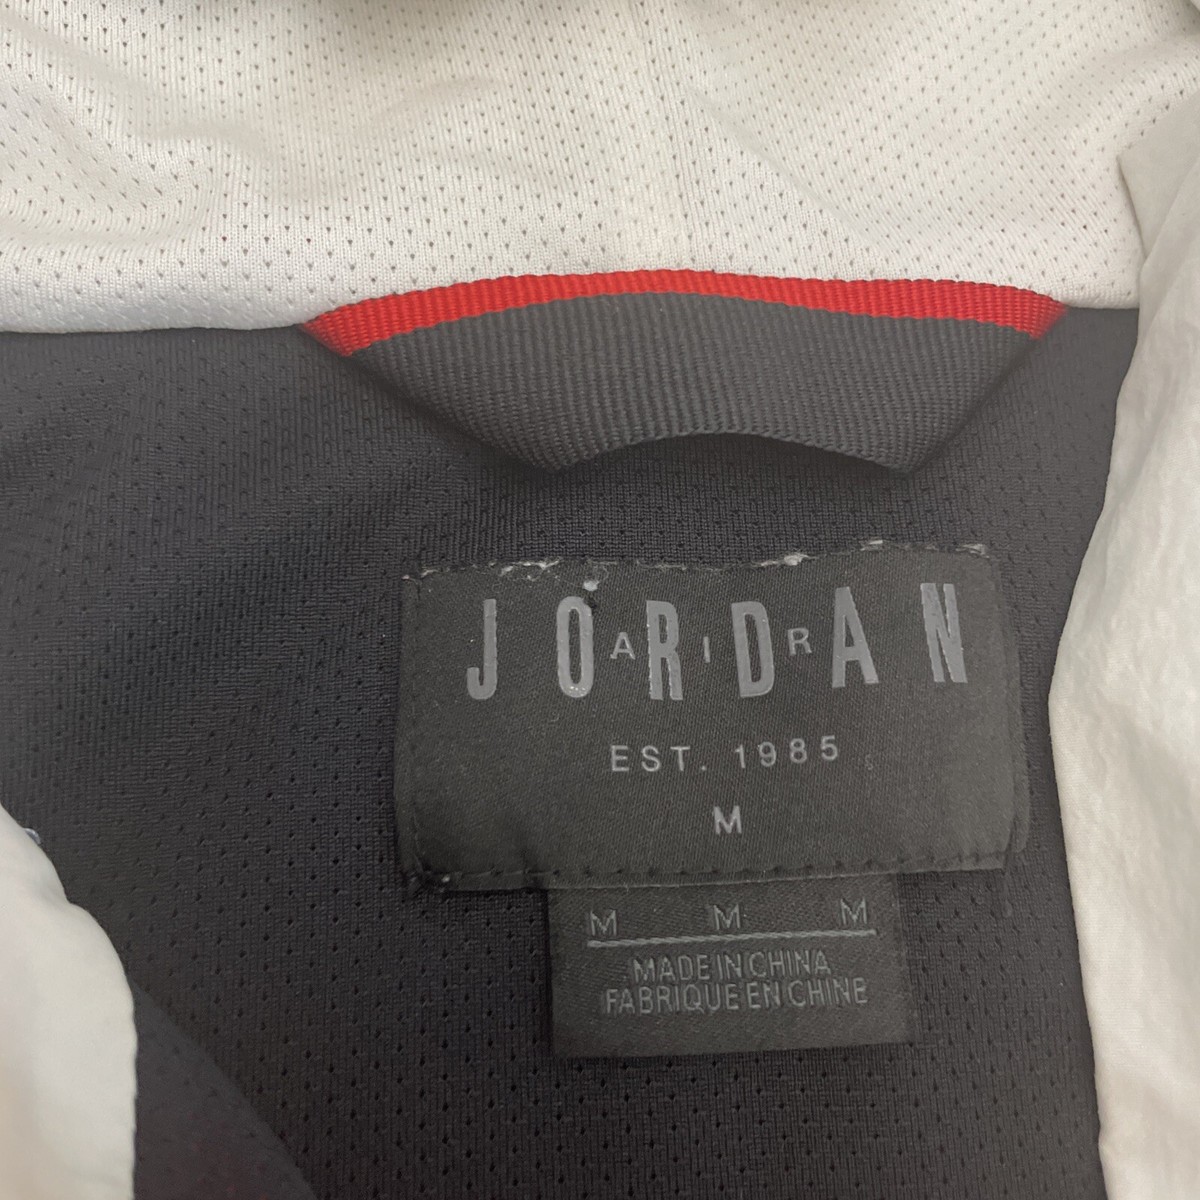 JORDAN
AIR
EST. 1985
M
M M M
MADE IN CHINA
FABRIQUE EN CHINE